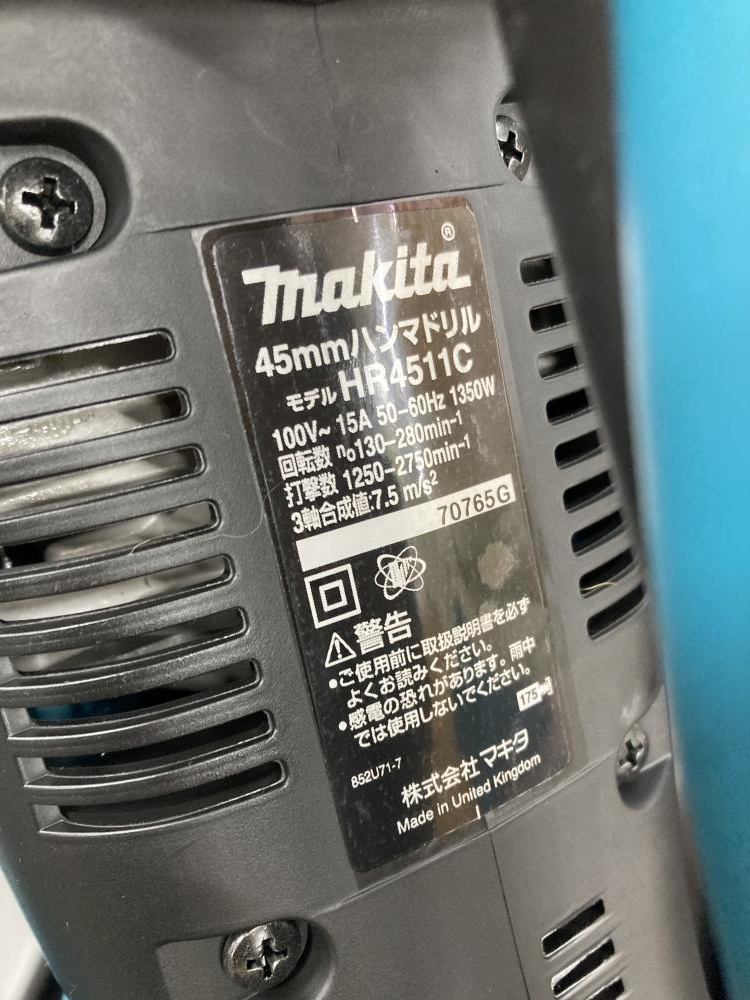 makita®
45mmハンマドリル
モデル HR4511C
100V~ 15A 50-60Hz 1350W
回転数 n₀130-280min⁻¹
打撃数 1250-2750min⁻¹
3軸合成値:7.5 m/s²
70765G
⚠警告
•ご使用前に取扱説明書を必ず
よくお読みください。
•感電の恐れがあります。雨中
では使用しないでください。
B52U71-7
株式会社 マキタ
Made in United Kingdom